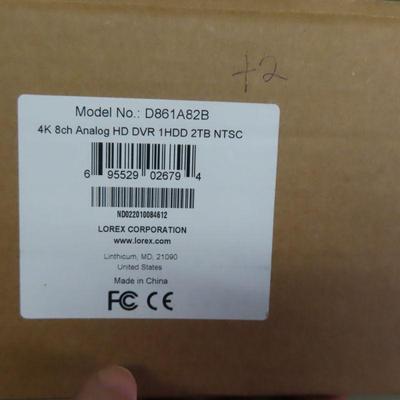 +2
Model No.: D861A82B
4K 8ch Analog HD DVR 1HDD 2TB NTSC
6 95529 02679 4
ND022010084612
LOREX CORPORATION
www.lorex.com
Linthicum, MD, 21090
United States
Made in China
FC CE